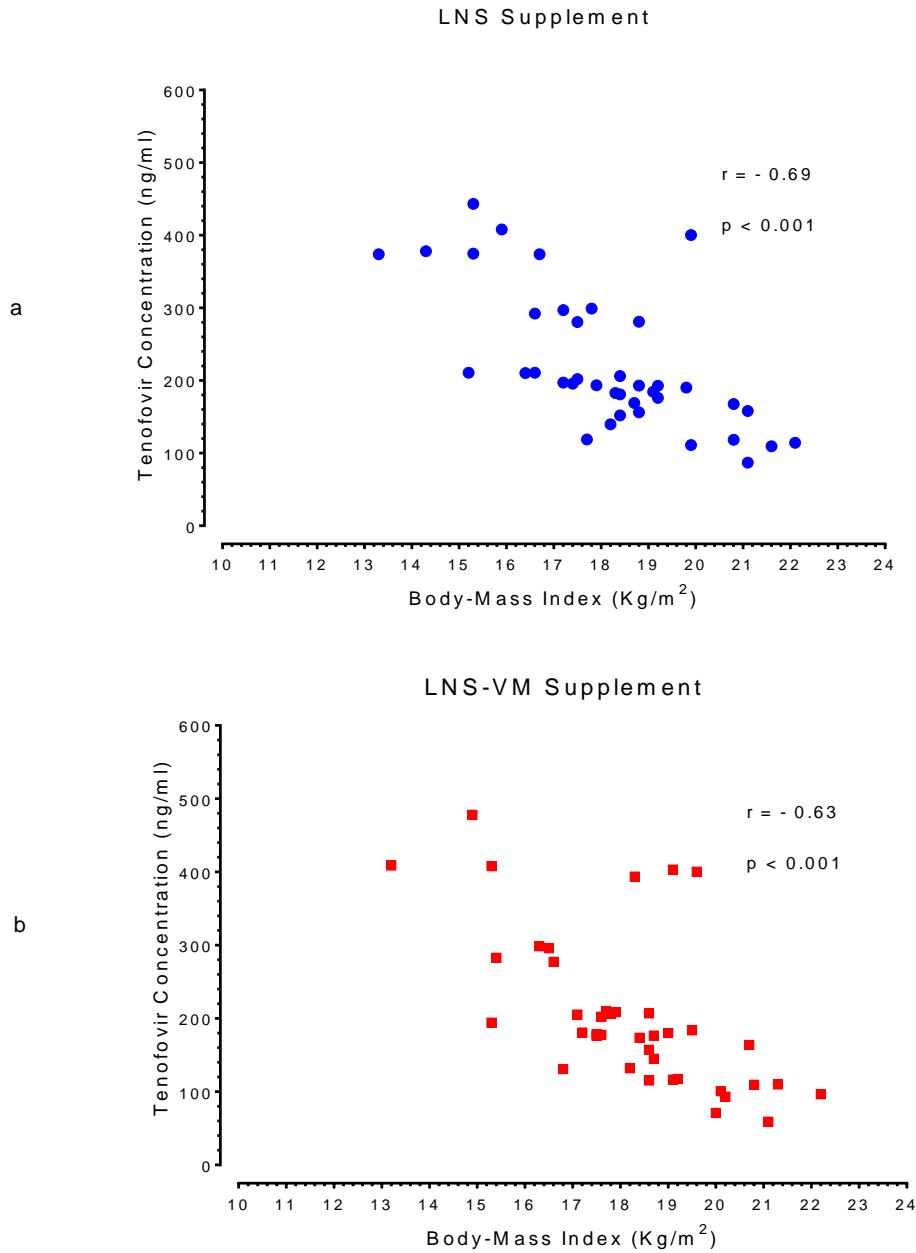 LNS Supplement
600
500
400
300
200
100
0
Tenofovir Concentration (ng/ml)
r = - 0.69
p < 0.001
a
10 11 12 13 14 15 16 17 18 19 20 21 22 23 24
Body-Mass Index (Kg/m²)
LNS-VM Supplement
600
500
400
300
200
100
0
Tenofovir Concentration (ng/ml)
r = - 0.63
p < 0.001
b
10 11 12 13 14 15 16 17 18 19 20 21 22 23 24
Body-Mass Index (Kg/m²)